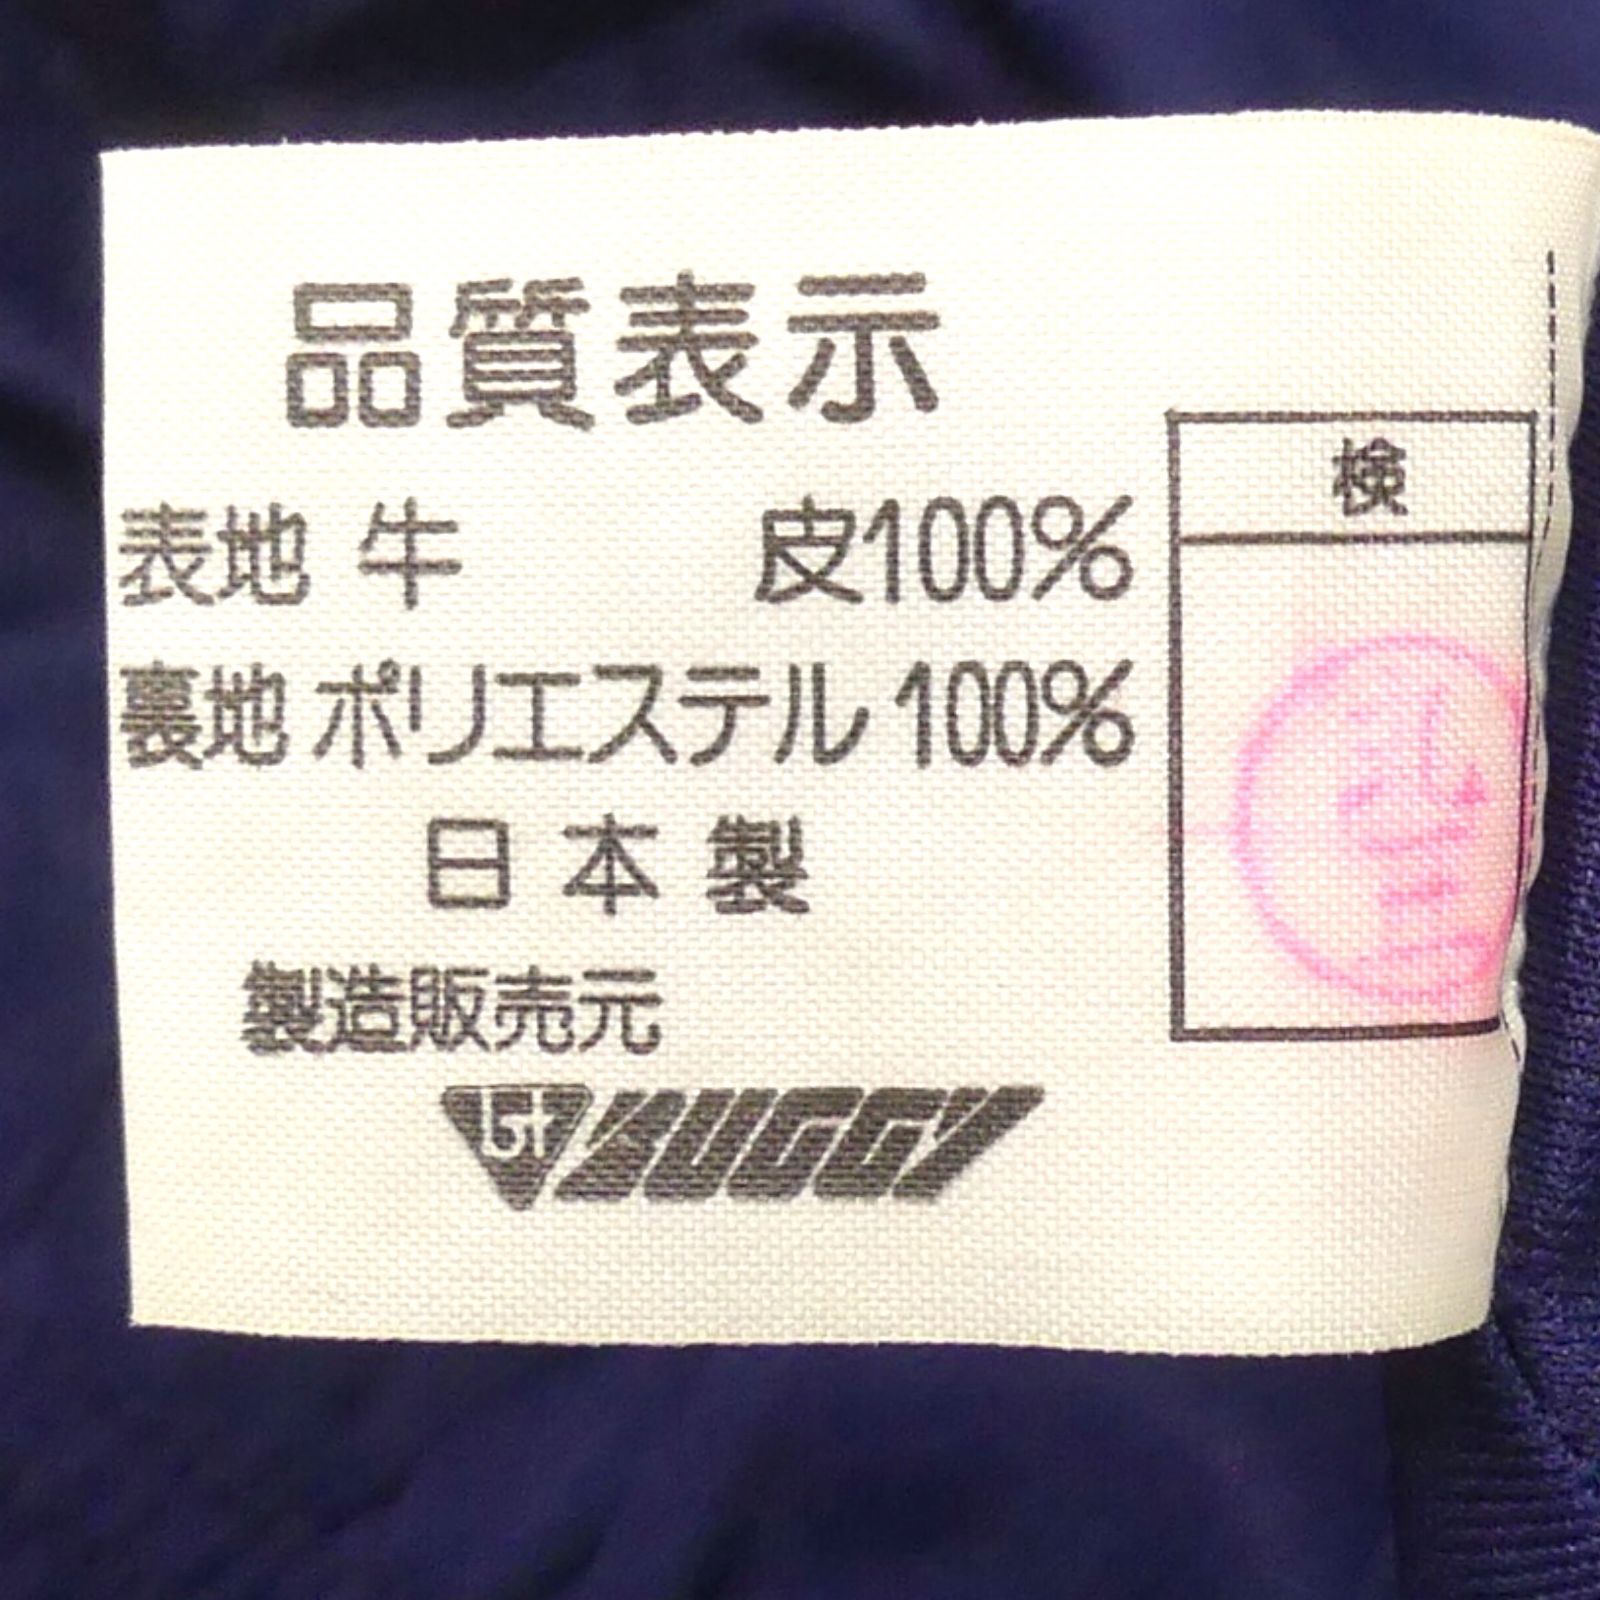 品質表示
表地 牛 皮100%
裏地 ポリエステル 100%
日本製
製造販売元
BUGGY
検